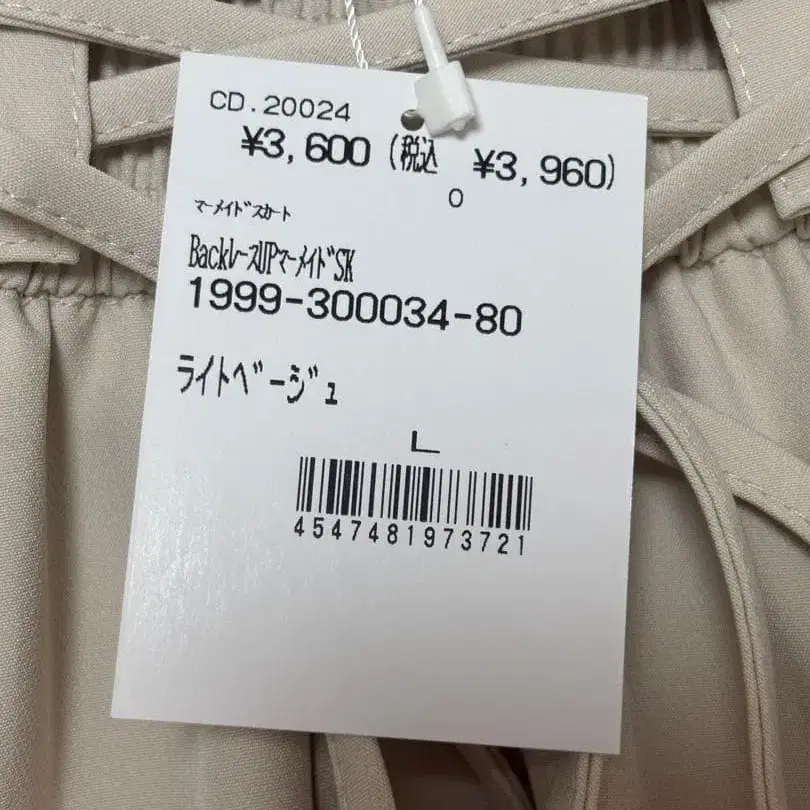 CD.20024
¥3,600 (税込 ¥3,960)
0
ﾏｰﾒｲﾄﾞｽｶｰﾄ
BackﾚｰｽUPﾏｰﾒｲﾄﾞSK
1999-300034-80
ﾗｲﾄﾍﾞｰｼﾞｭ
L
4547481973721